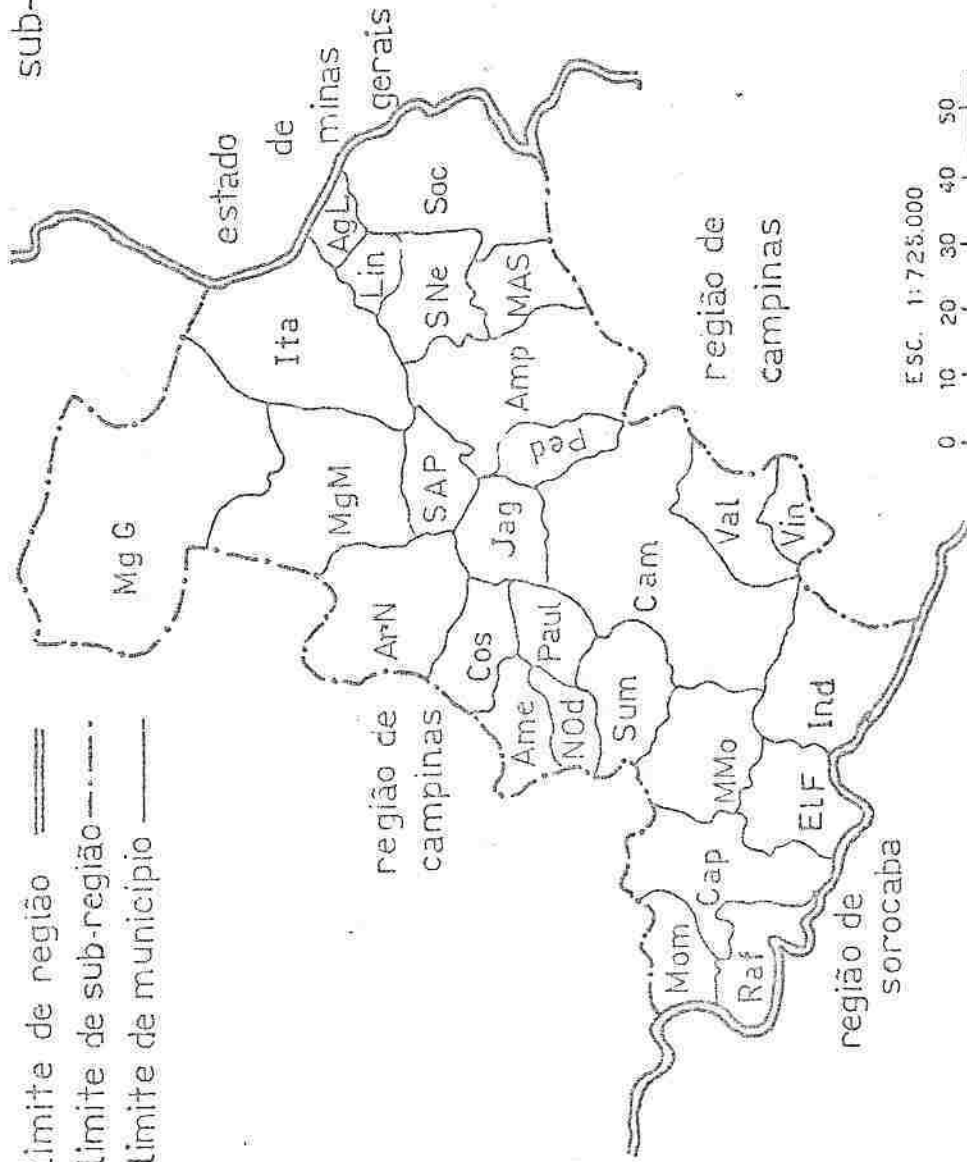 sub-
limite de região
limite de sub-região
limite de município
estado
de
minas
gerais
MgG
Ita
AgL
Lin
Soc
MgM
SNe
MAS
SAP
Amp
ArN
Jag
Ped
região de
campinas
Cos
Paul
Ame
NOd
Sum
Cam
Val
Vin
região de
campinas
MMo
Ind
ElF
Cap
Mom
Raf
região de
sorocaba
ESC. 1:725.000
0 10 20 30 40 50